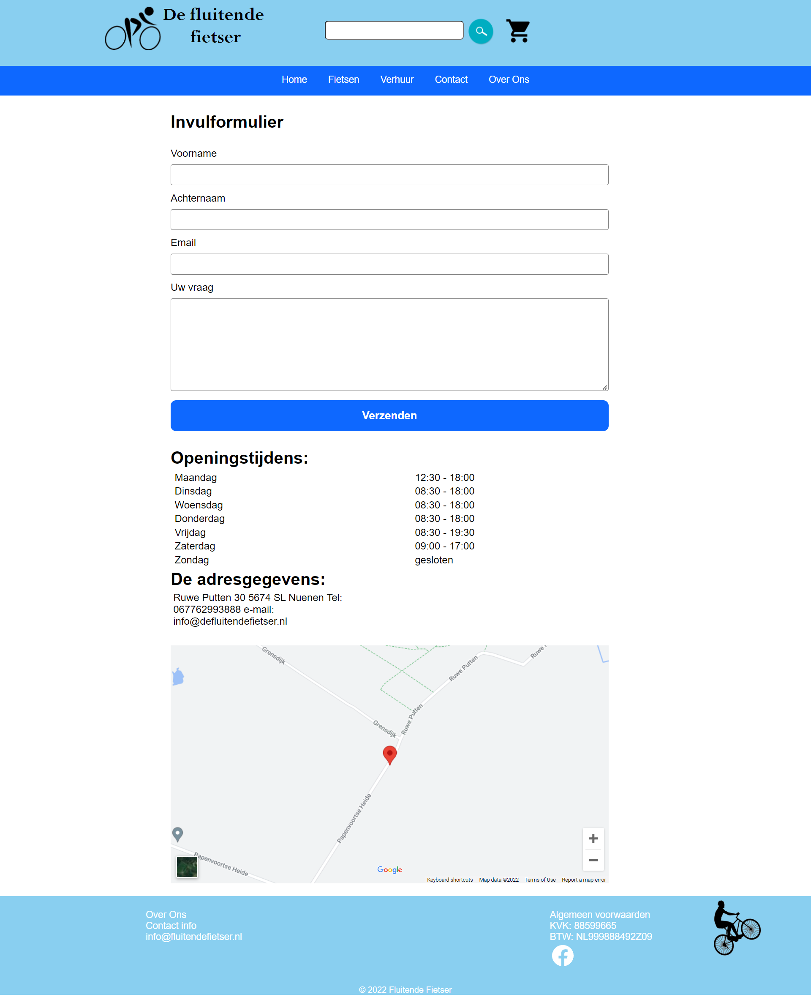 De fluitende
fietser
Home Fietsen Verhuur Contact Over Ons
Invulformulier
Voorname
Achternaam
Email
Uw vraag
Verzenden
Openingstijdens:
Maandag 12:30 - 18:00
Dinsdag 08:30 - 18:00
Woensdag 08:30 - 18:00
Donderdag 08:30 - 18:00
Vrijdag 08:30 - 19:30
Zaterdag 09:00 - 17:00
Zondag gesloten
De adresgegevens:
Ruwe Putten 30 5674 SL Nuenen Tel:
067762993888 e-mail:
info@defluitendefietser.nl
Grensdijk
Ruwe
Ruwe Putten
Ruwe Putten
Grensdijk
Papenvoortse Heide
Papenvoortse Heide
Google
Keyboard shortcuts Map data ©2022 Terms of Use Report a map error
Over Ons
Contact info
info@fluitendefietser.nl
Algemeen voorwaarden
KVK: 88599665
BTW: NL999888492Z09
© 2022 Fluitende Fietser